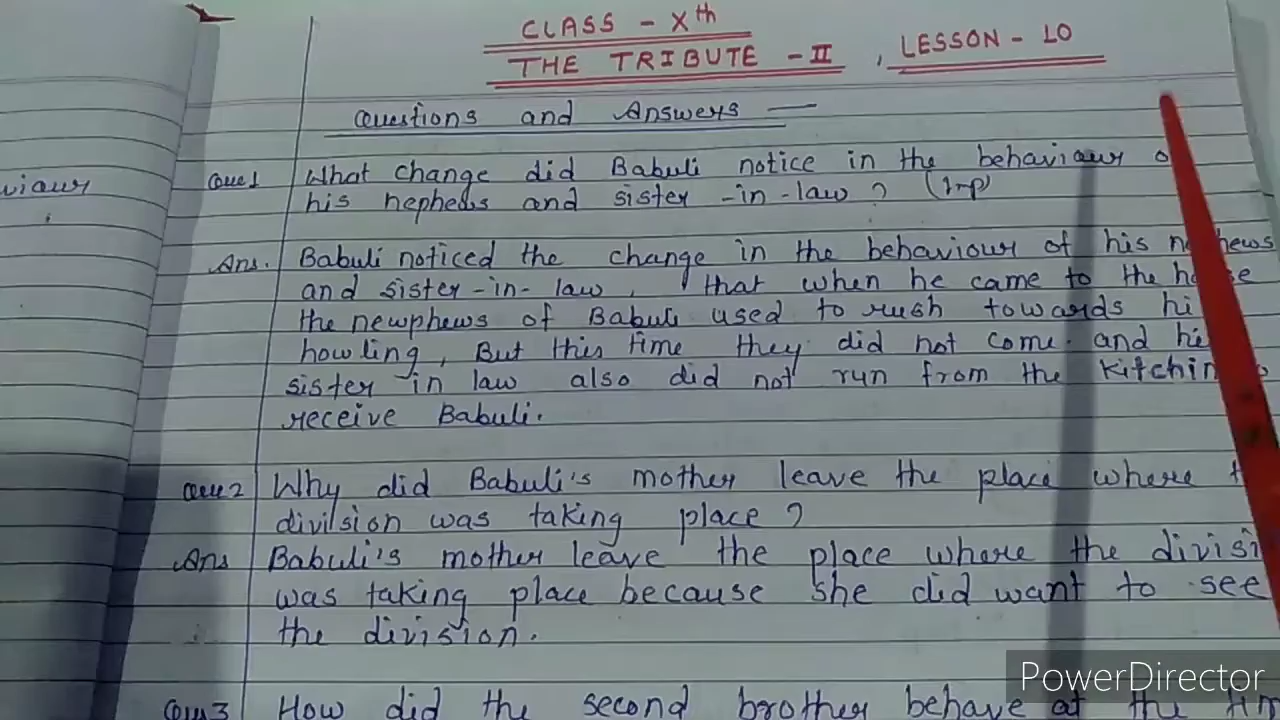 CLASS - Xth
THE TRIBUTE - II , LESSON - 10
Questions and Answers —
viour
Que1 What change did Babuli notice in the behaviour
his nephews and sister -in -law ? (Imp)
Ans. Babuli noticed the change in the behaviour of his
and sister -in- law , that when he came to the
the newphews of Babuli used to rush towards
howling, But this time they did not come. and
sister in law also did not run from the kitchin
receive Babuli.
Que2 Why did Babuli's mother leave the place where
division was taking place ?
Ans Babuli's mother leave the place where the divisi
was taking place because she did want to see
the division.
Que3 How did the second brother behave at the
PowerDirector